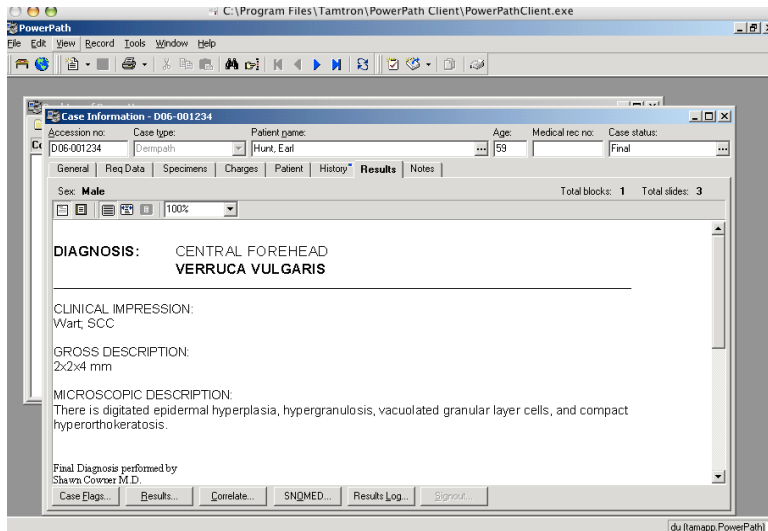 C:\Program Files\Tamtron\PowerPath Client\PowerPathClient.exe
PowerPath
File Edit View Record Tools Window Help
Case Information - D06-001234
Accession no: Case type: Patient name: Age: Medical rec no: Case status:
D06-001234 Dermpath Hunt, Earl ... 59 Final ...
General Req Data Specimens Charges Patient History Results Notes
Sex: Male Total blocks: 1 Total slides: 3
100%
DIAGNOSIS: CENTRAL FOREHEAD
VERRUCA VULGARIS
CLINICAL IMPRESSION:
Wart; SCC
GROSS DESCRIPTION:
2x2x4 mm
MICROSCOPIC DESCRIPTION:
There is digitated epidermal hyperplasia, hypergranulosis, vacuolated granular layer cells, and compact
hyperorthokeratosis.
Final Diagnosis performed by
Shawn Cowper M.D.
Case Flags... Results... Correlate... SNOMED... Results Log... Signout...
du (tamapp.PowerPath)